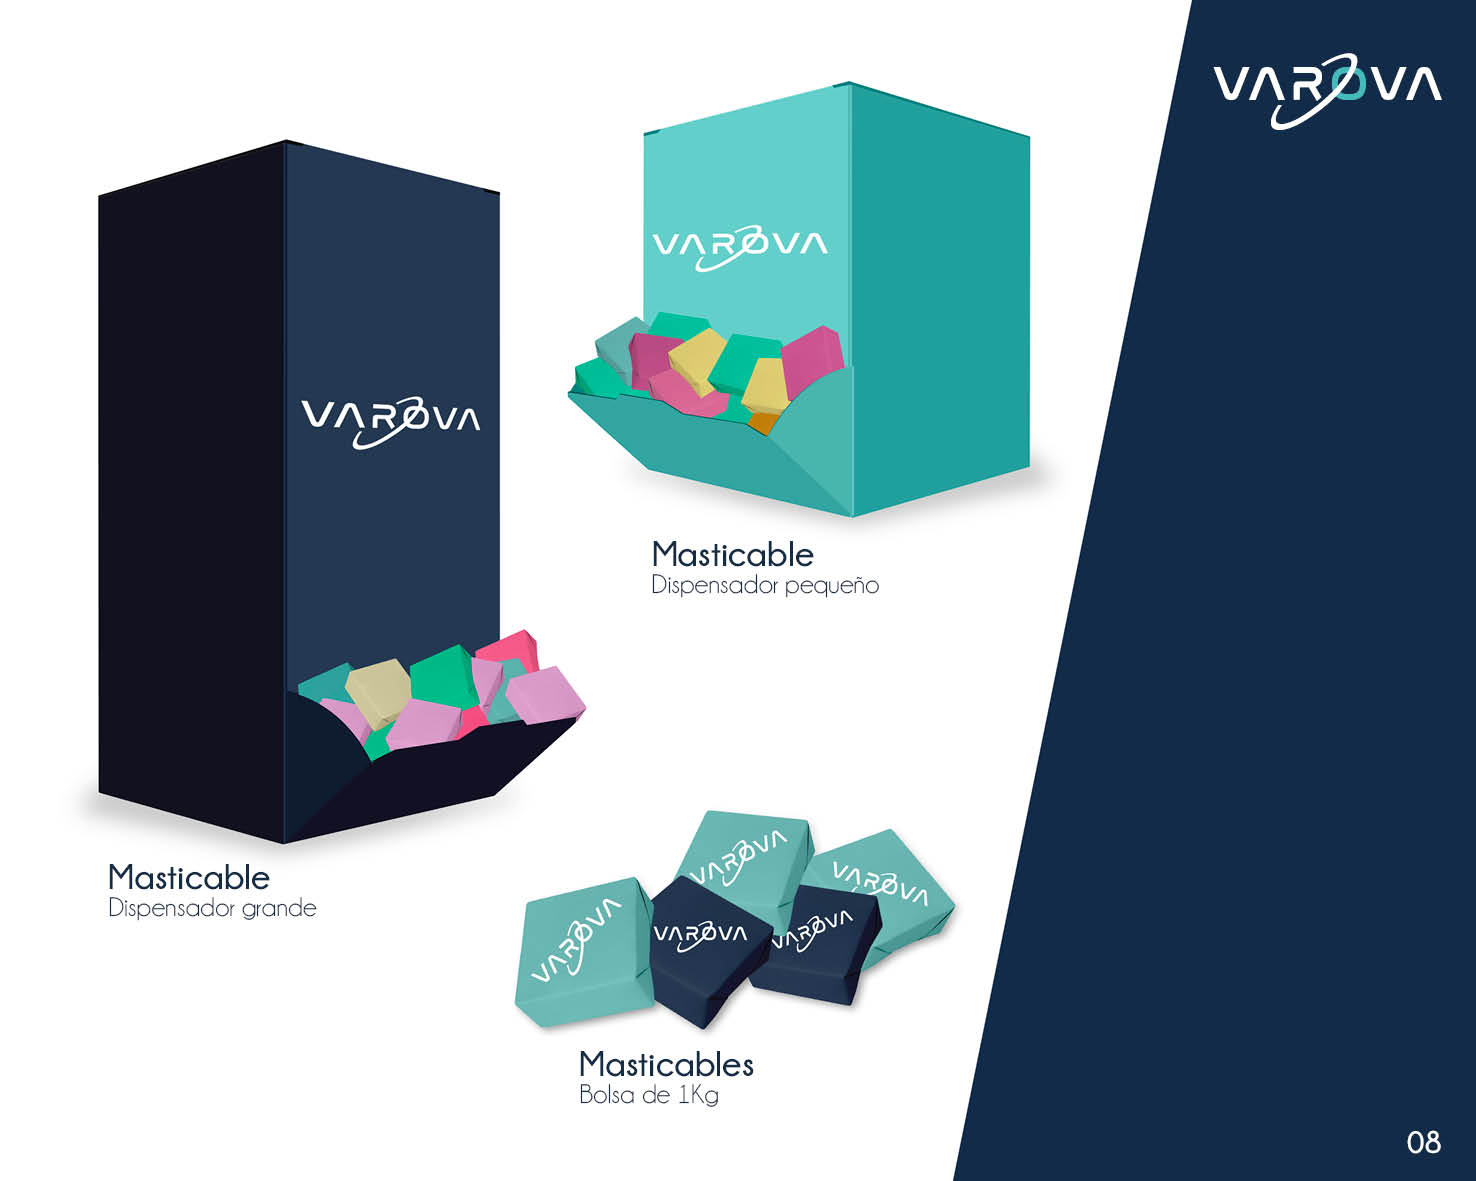 VAROVA
VAROVA
VAROVA
Masticable
Dispensador pequeño
Masticable
Dispensador grande
VAROVA
VAROVA
VAROVA
VAROVA
VAROVA
Masticables
Bolsa de 1Kg
08